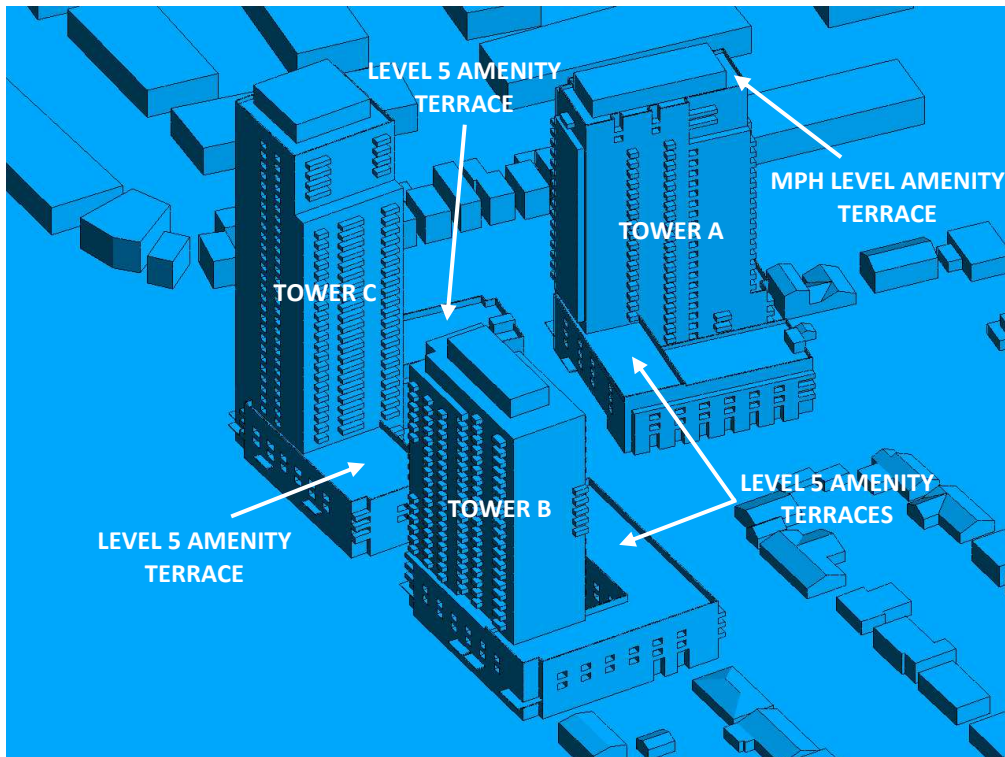 LEVEL 5 AMENITY
TERRACE
MPH LEVEL AMENITY
TERRACE
TOWER A
TOWER C
LEVEL 5 AMENITY
TERRACES
TOWER B
LEVEL 5 AMENITY
TERRACE